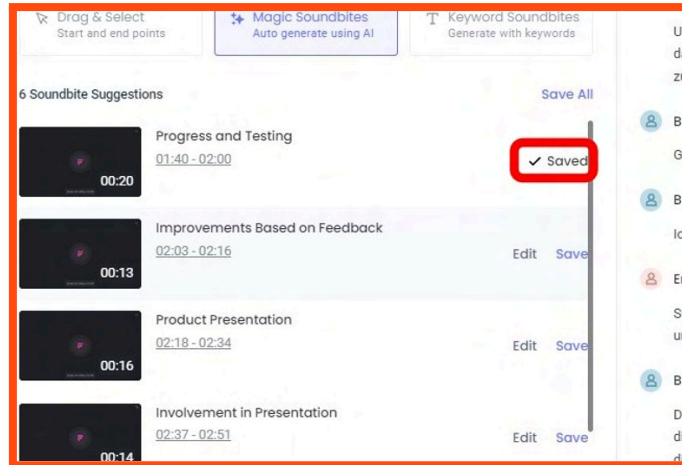 Drag & Select
Start and end points
Magic Soundbites
Auto generate using AI
Keyword Soundbites
Generate with keywords
6 Soundbite Suggestions
Save All
Progress and Testing
01:40 - 02:00
Saved
00:20
Improvements Based on Feedback
02:03 - 02:16
Edit Save
00:13
Product Presentation
02:18 - 02:34
Edit Save
00:16
Involvement in Presentation
02:37 - 02:51
Edit Save
00:14